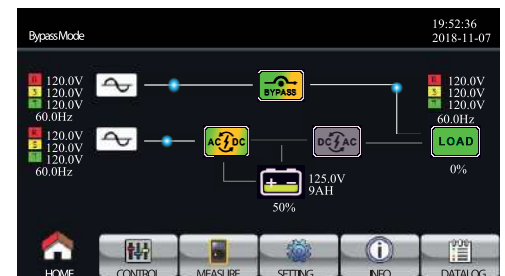 19:52:36
Bypass Mode
2018-11-07
R 120.0V
S 120.0V
T 120.0V
60.0Hz
BYPASS
R 120.0V
S 120.0V
T 120.0V
60.0Hz
R 120.0V
S 120.0V
T 120.0V
60.0Hz
AC DC
DC AC
LOAD
0%
125.0V
9AH
50%
HOME CONTROL MEASURE SETTING INFO DATALOG